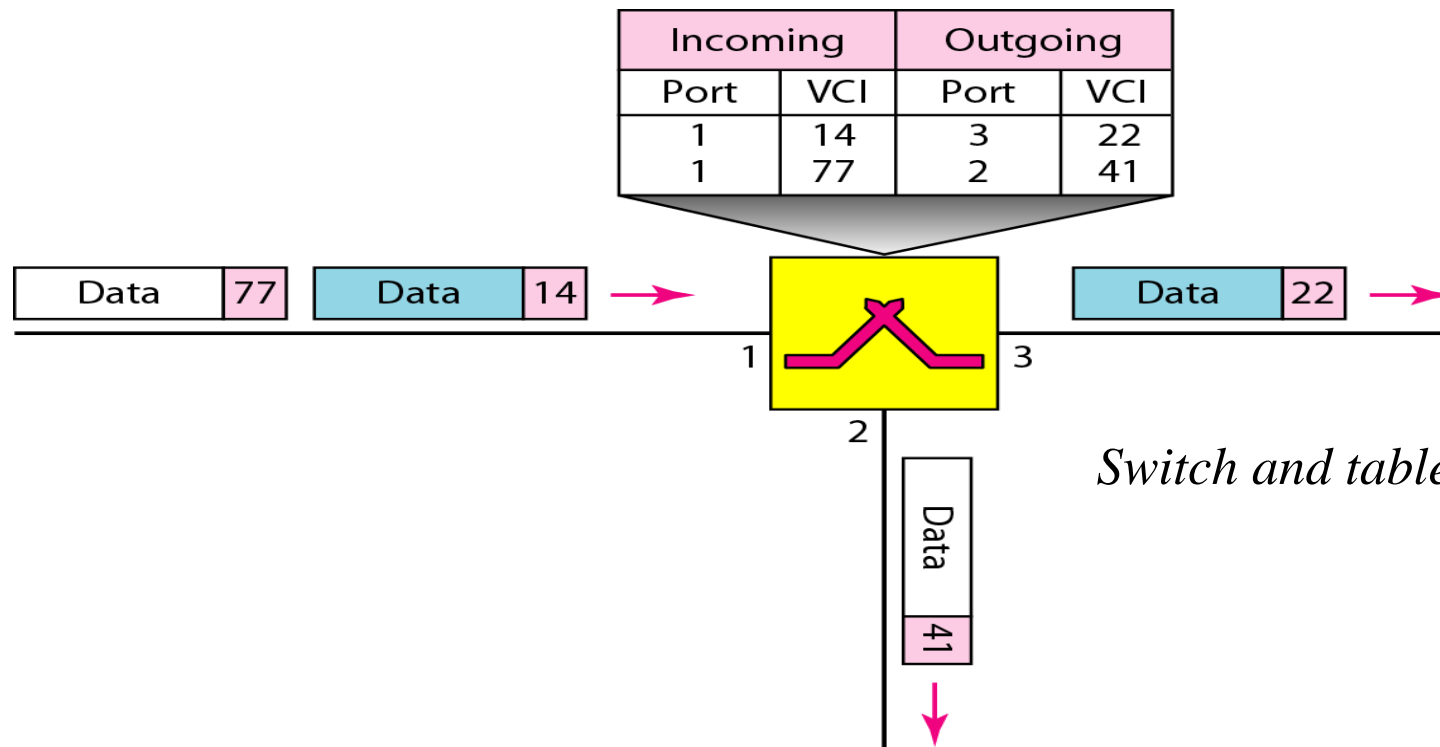 Incoming Outgoing
Port VCI Port VCI
1 14 3 22
1 77 2 41
Data 77 Data 14 Data 22
1 3
2
Switch and table
Data 41